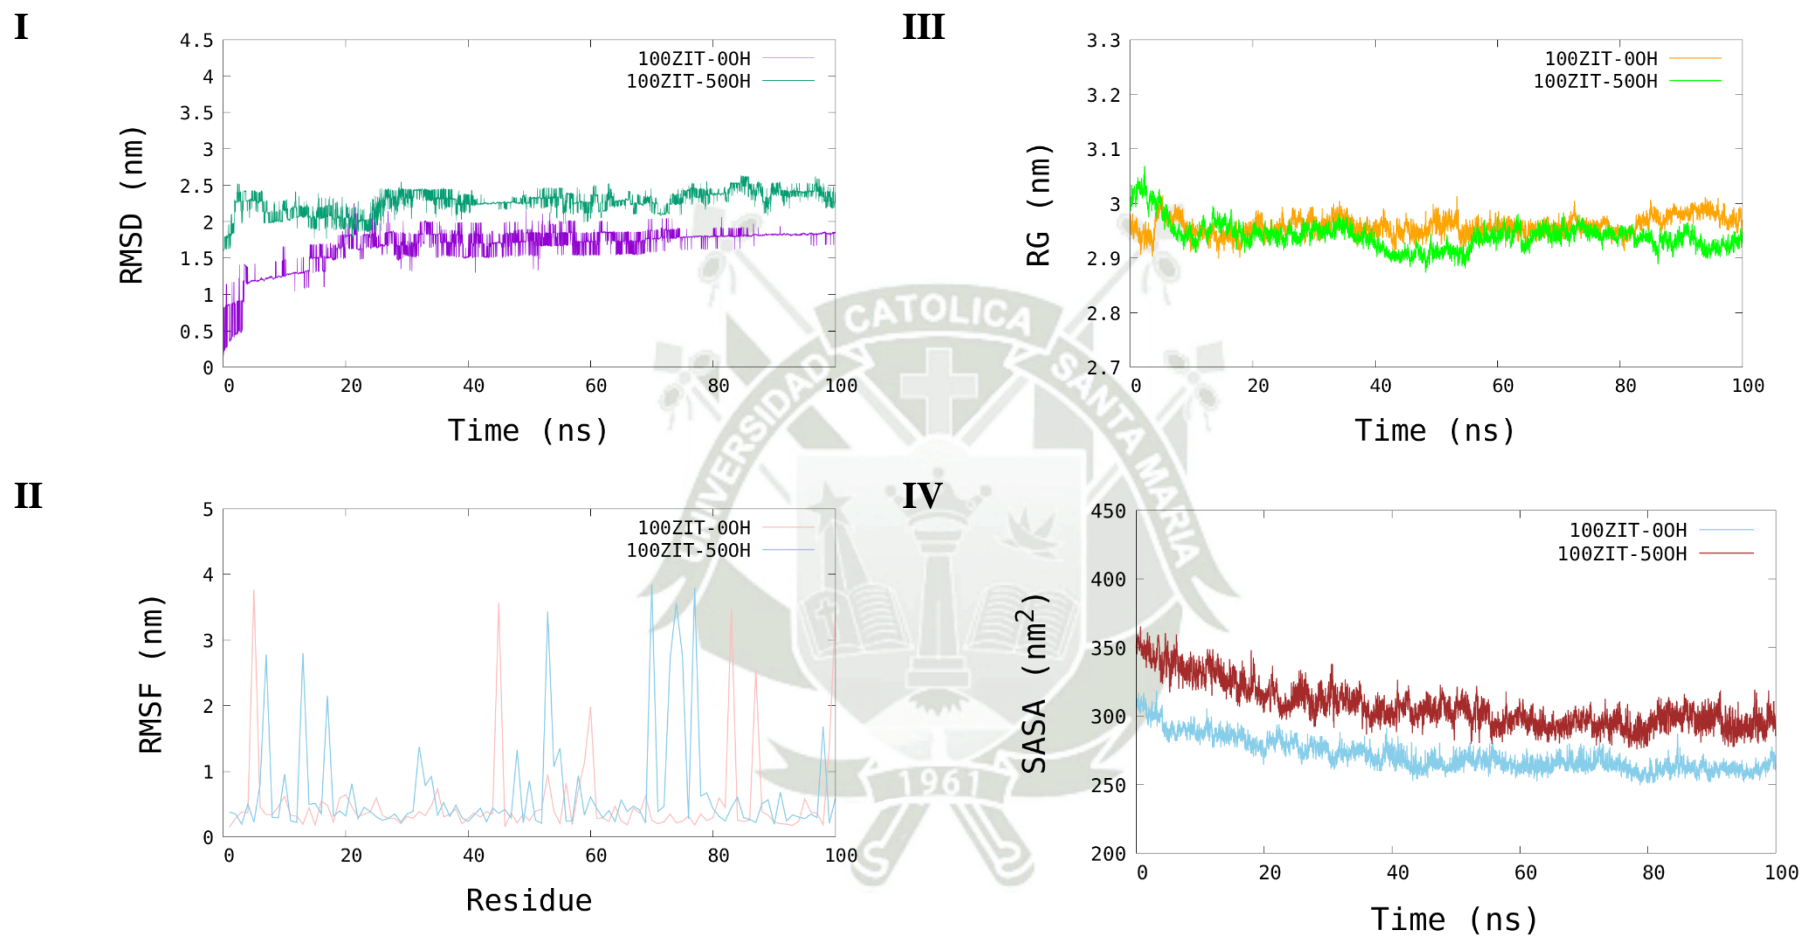 I
4.5
4
3.5
3
2.5
2
1.5
1
0.5
0
RMSD (nm)
100ZIT-0OH
100ZIT-50OH
0 20 40 60 80 100
Time (ns)
III
3.3
3.2
3.1
3
2.9
2.8
2.7
RG (nm)
100ZIT-0OH
100ZIT-50OH
0 20 40 60 80 100
Time (ns)
II
5
4
3
2
1
0
RMSF (nm)
100ZIT-0OH
100ZIT-50OH
0 20 40 60 80 100
Residue
IV
450
400
350
300
250
200
SASA (nm²)
100ZIT-0OH
100ZIT-50OH
0 20 40 60 80 100
Time (ns)
UNIVERSIDAD CATOLICA SANTA MARIA
1961